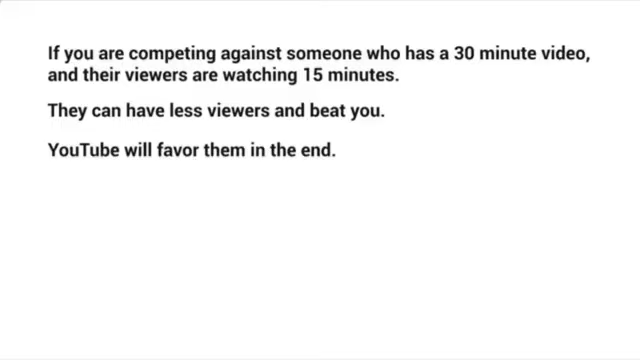 If you are competing against someone who has a 30 minute video,
and their viewers are watching 15 minutes.
They can have less viewers and beat you.
YouTube will favor them in the end.